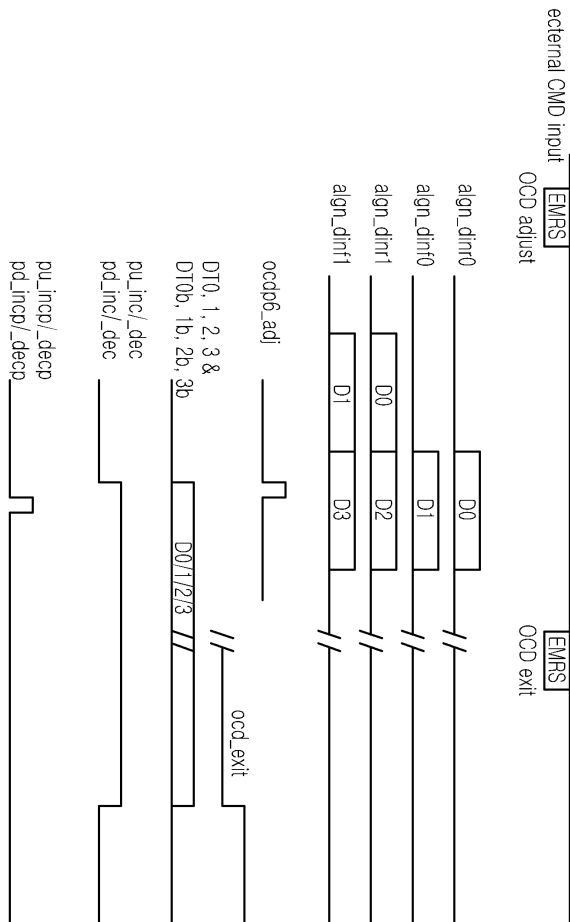 ecternal CMD input
EMRS
OCD adjust
EMRS
OCD exit
algn_dinr0
D0
algn_dinf0
D1
algn_dinr1
D0
D2
algn_dinf1
D1
D3
ocdp6_adj
ocd_exit
DT0, 1, 2, 3 &
DT0b, 1b, 2b, 3b
D0/1/2/3
pu_inc/_dec
pd_inc/_dec
pu_incp/_decp
pd_incp/_decp